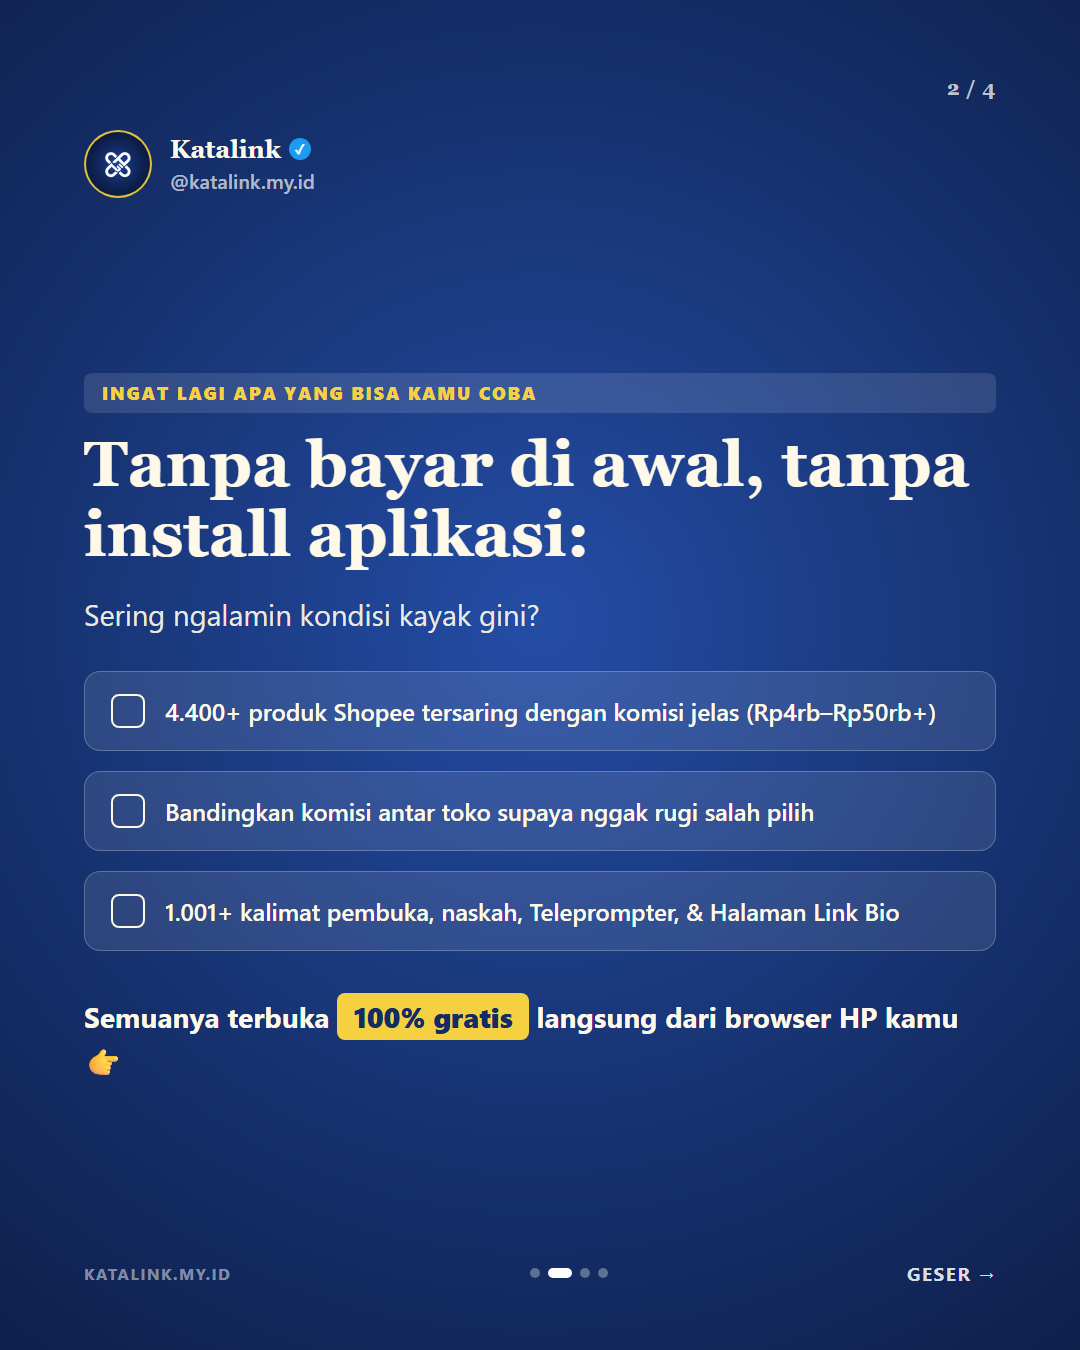 2 / 4
Katalink
@katalink.my.id
INGAT LAGI APA YANG BISA KAMU COBA
Tanpa bayar di awal, tanpa
install aplikasi:
Sering ngalamin kondisi kayak gini?
4.400+ produk Shopee tersaring dengan komisi jelas (Rp4rb–Rp50rb+)
Bandingkan komisi antar toko supaya nggak rugi salah pilih
1.001+ kalimat pembuka, naskah, Teleprompter, & Halaman Link Bio
Semuanya terbuka 100% gratis langsung dari browser HP kamu
👉
KATALINK.MY.ID
GESER →